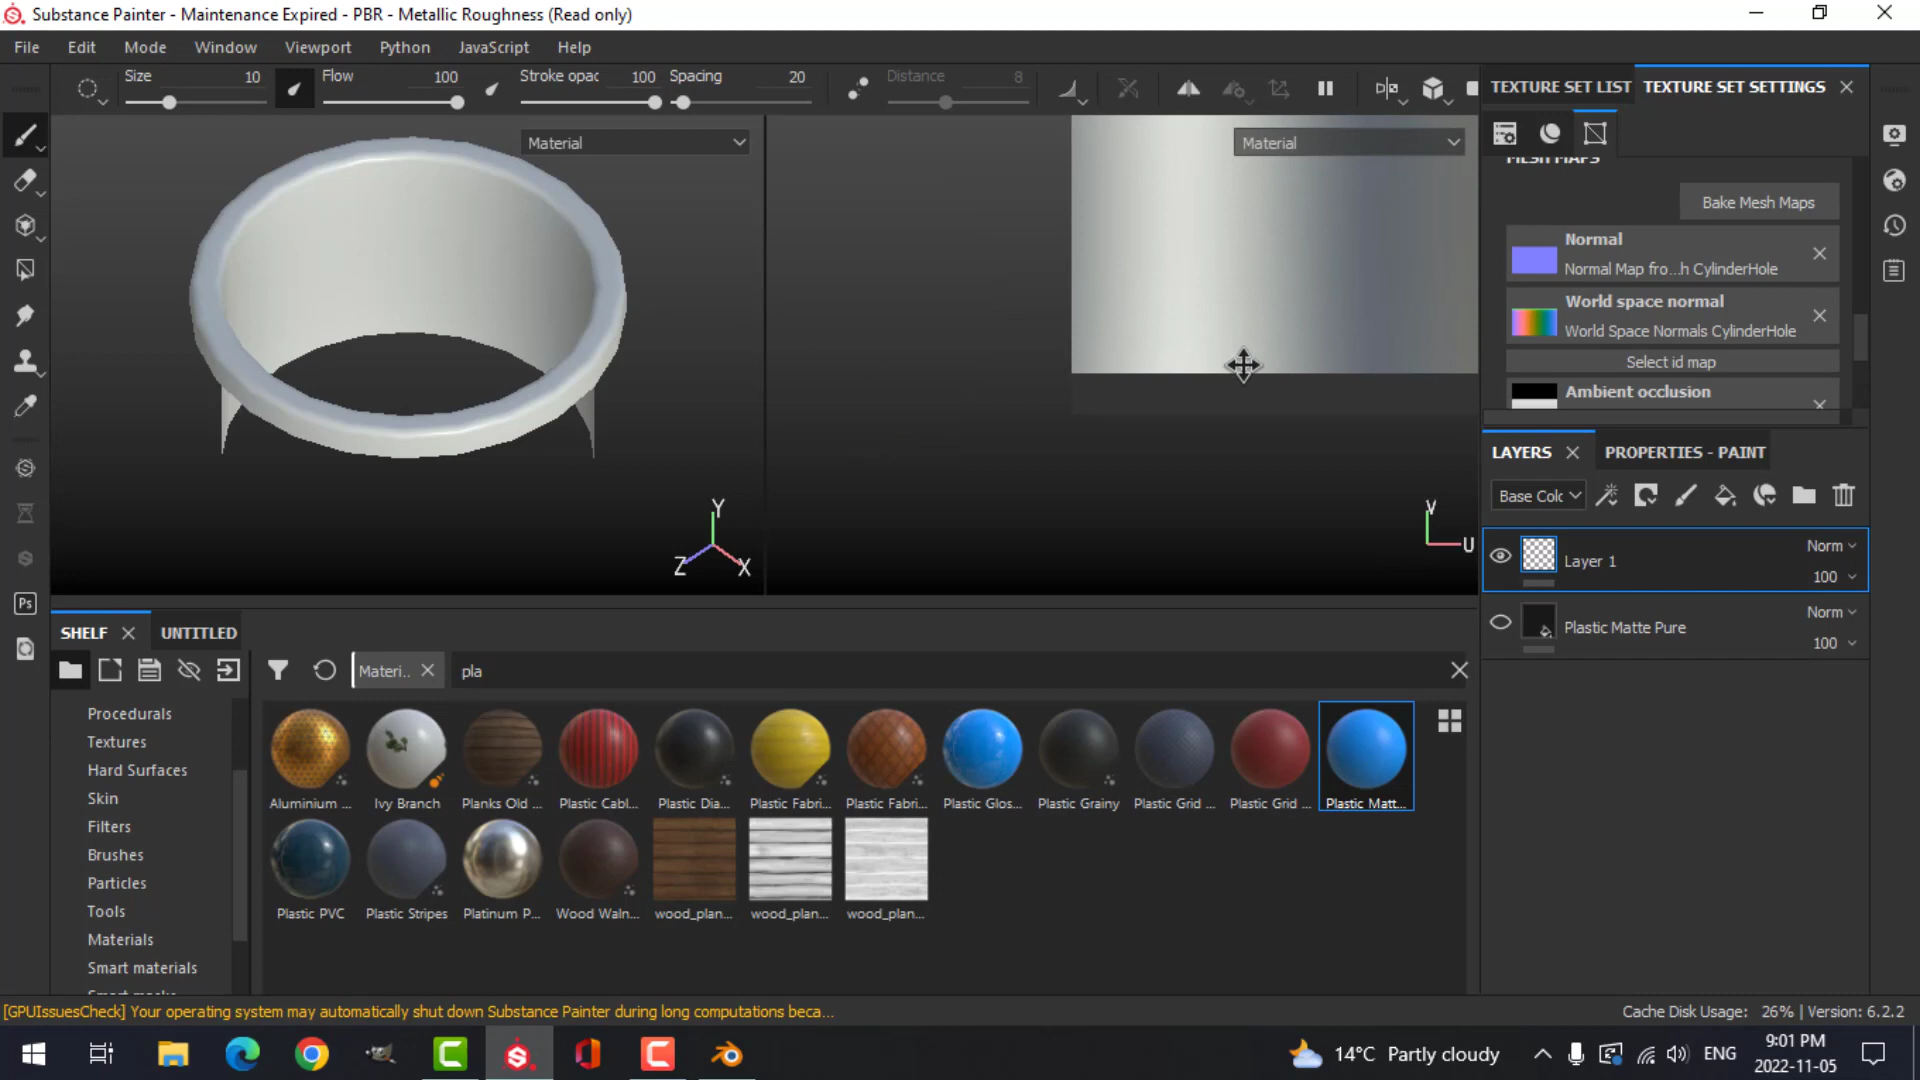 Substance Painter - Maintenance Expired - PBR - Metallic Roughness (Read only)
File Edit Mode Window Viewport Python JavaScript Help
Size 10 Flow 100 Stroke opac 100 Spacing 20 Distance 8
TEXTURE SET LIST TEXTURE SET SETTINGS
Material
Material
MESH MAPS
Bake Mesh Maps
Normal
Normal Map fro...h CylinderHole
World space normal
World Space Normals CylinderHole
Select id map
Ambient occlusion
LAYERS PROPERTIES - PAINT
Base Colc
Norm
Layer 1
100
Norm
Plastic Matte Pure
100
Y
Z X
V
U
SHELF UNTITLED
Materi.. pla
Procedurals
Textures
Hard Surfaces
Skin
Filters
Brushes
Particles
Tools
Materials
Smart materials
Smart masks
Aluminium ... Ivy Branch Planks Old ... Plastic Cabl... Plastic Dia... Plastic Fabri... Plastic Fabri... Plastic Glos... Plastic Grainy Plastic Grid ... Plastic Grid ... Plastic Matt...
Plastic PVC Plastic Stripes Platinum P... Wood Waln... wood_plan... wood_plan... wood_plan...
[GPUIssuesCheck] Your operating system may automatically shut down Substance Painter during long computations beca...
Cache Disk Usage: 26% | Version: 6.2.2
Ps
14°C Partly cloudy
ENG
9:01 PM
2022-11-05